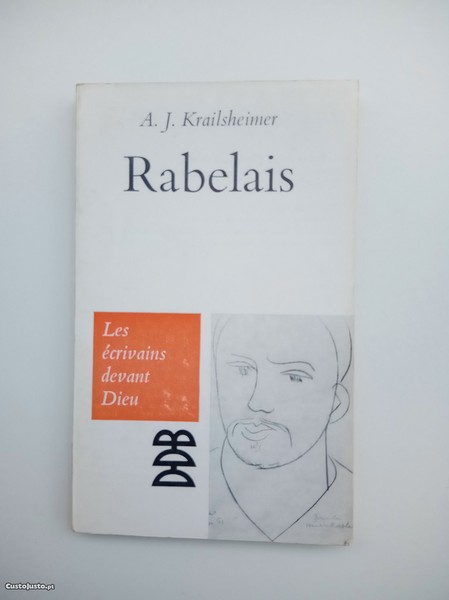 A. J. Krailsheimer
Rabelais
Les
écrivains
devant
Dieu
DDB
CustoJusto.pt